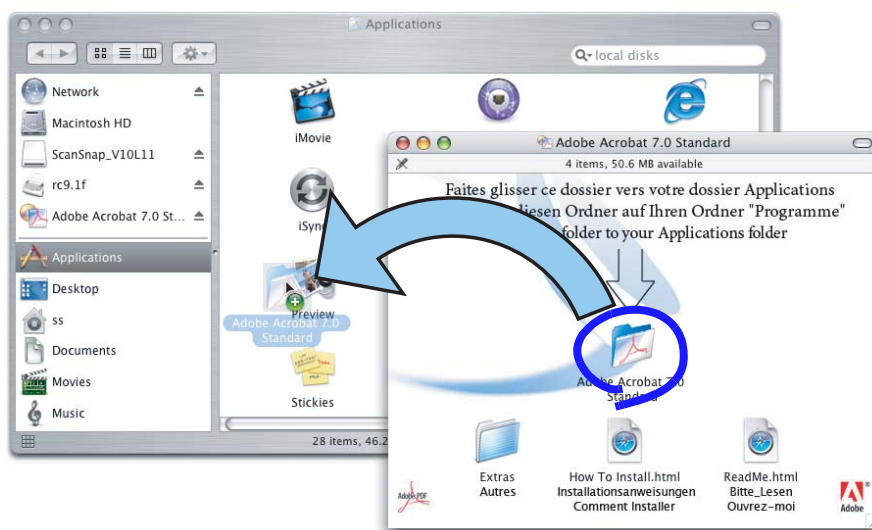 Applications
local disks
Network
Macintosh HD
ScanSnap_V10L11
rc9.1f
Adobe Acrobat 7.0 St...
Applications
Desktop
ss
Documents
Movies
Music
iMovie
iSync
Preview
Adobe Acrobat 7.0
Standard
Stickies
28 items, 46.2
Adobe Acrobat 7.0 Standard
4 items, 50.6 MB available
Faites glisser ce dossier vers votre dossier Applications
diesen Ordner auf Ihren Ordner "Programme"
folder to your Applications folder
Adobe Acrobat 7.0
Standard
Extras
Autres
How To Install.html
Installationsanweisungen
Comment Installer
ReadMe.html
Bitte_Lesen
Ouvrez-moi
Adobe PDF
Adobe